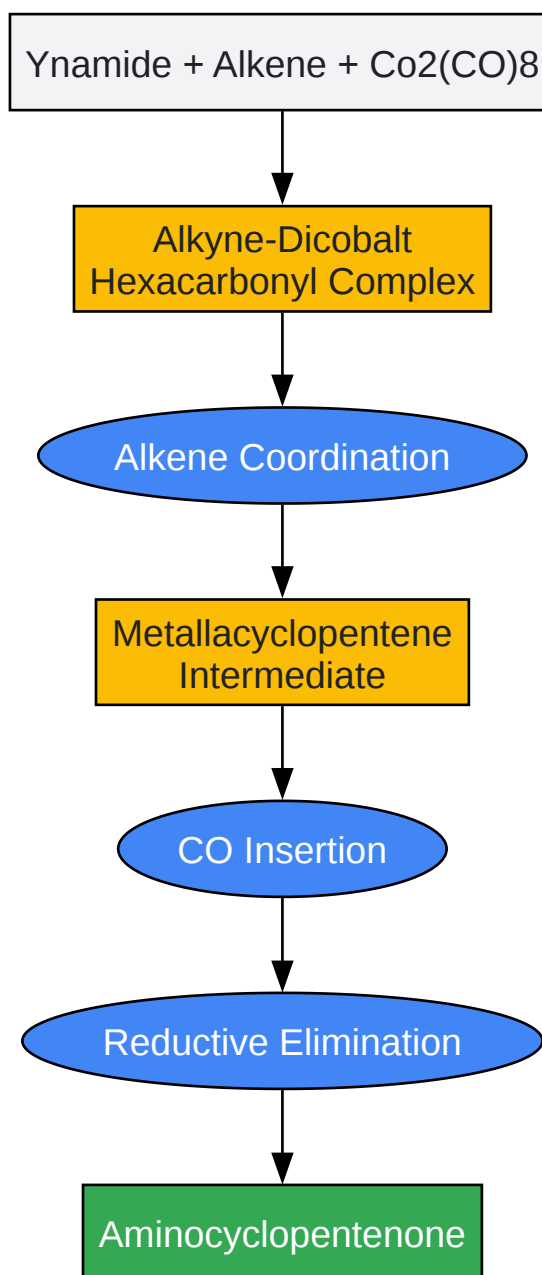 Ynamide + Alkene + Co2(CO)8
Alkyne-Dicobalt
Hexacarbonyl Complex
Alkene Coordination
Metallacyclopentene
Intermediate
CO Insertion
Reductive Elimination
Aminocyclopentenone